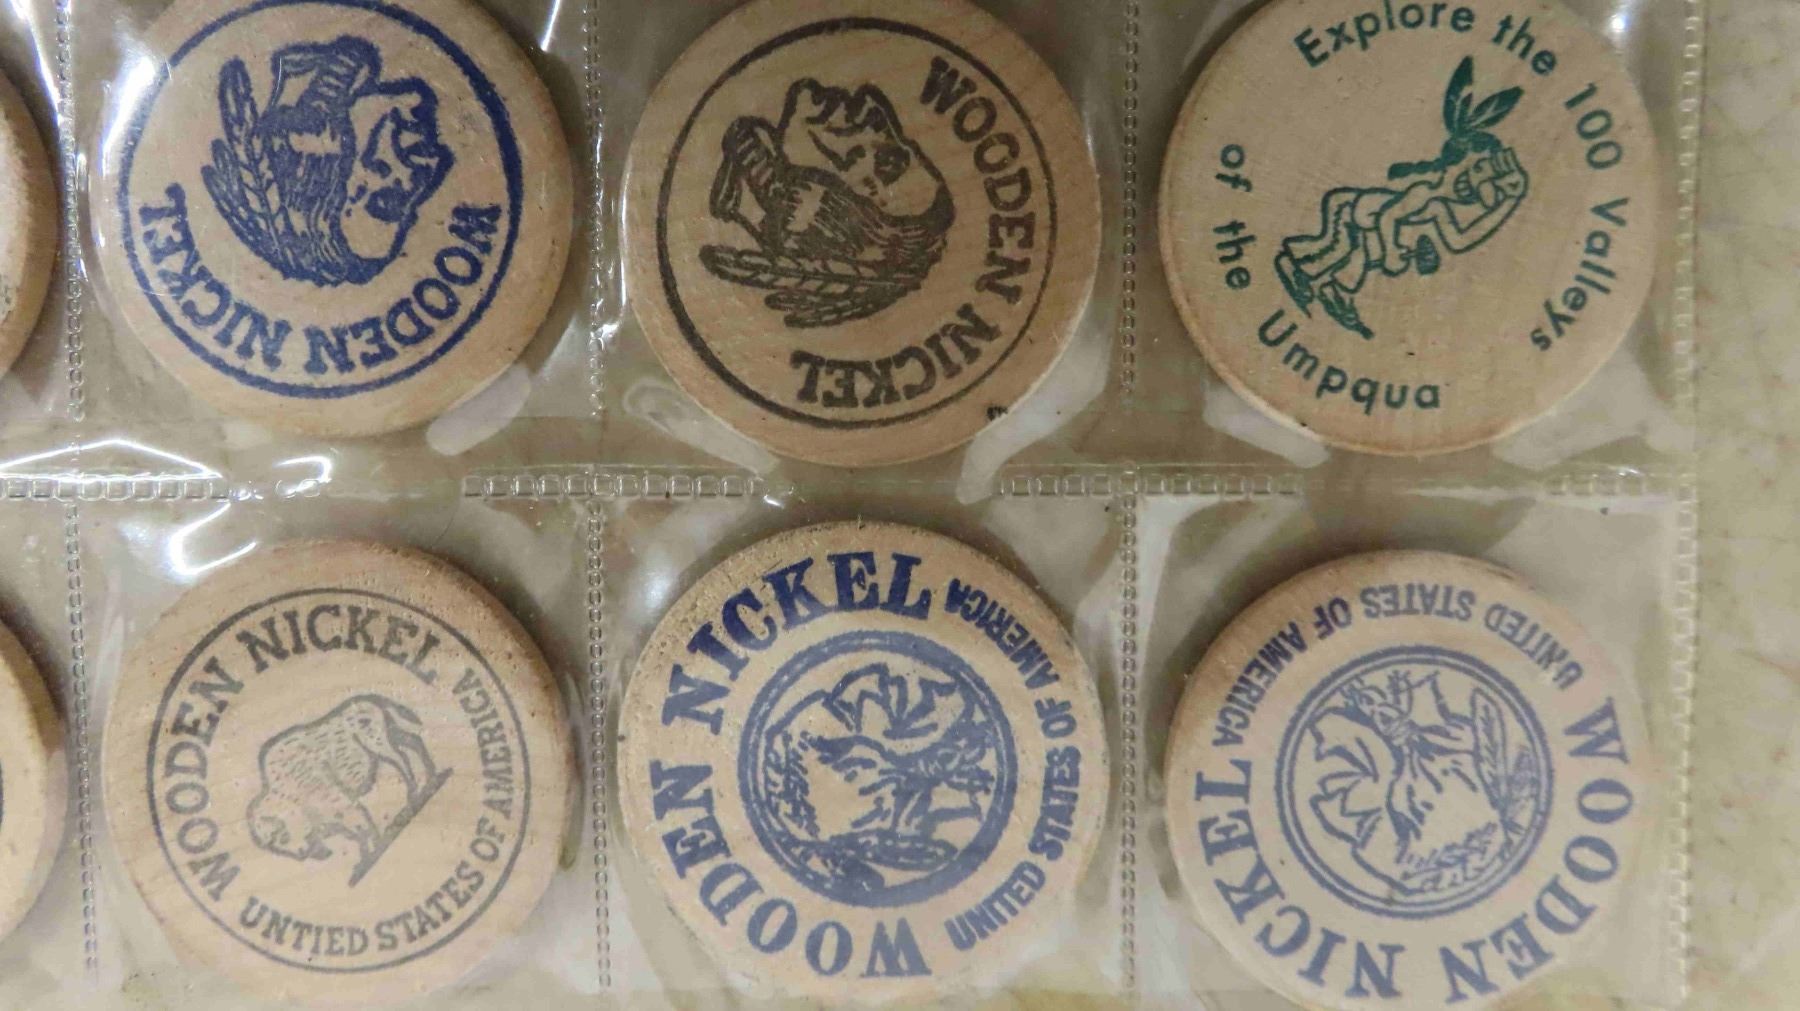 WOODEN NICKEL
WOODEN NICKEL
Explore the 100 Valleys
of the Umpqua
WOODEN NICKEL
UNTIED STATES OF AMERICA
WOODEN NICKEL
UNITED STATES OF AMERICA
WOODEN NICKEL
UNITED STATES OF AMERICA